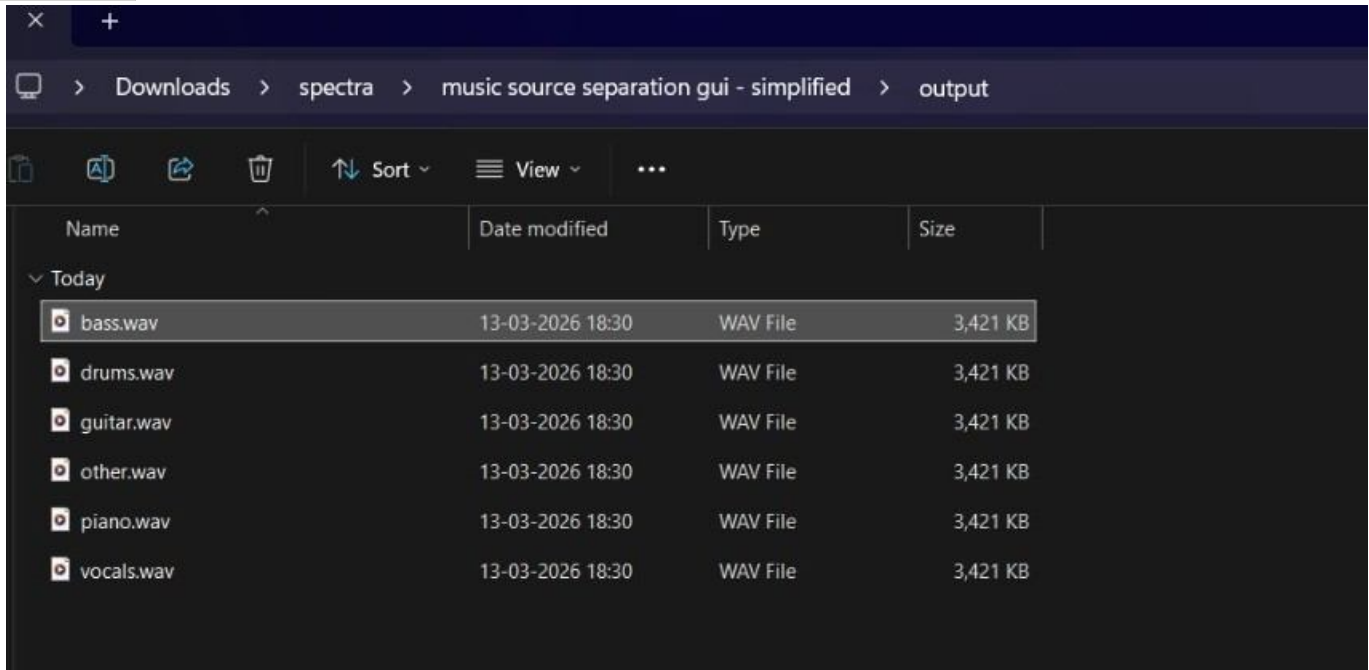 Downloads > spectra > music source separation gui - simplified > output
Sort View
Name Date modified Type Size
Today
bass.wav 13-03-2026 18:30 WAV File 3,421 KB
drums.wav 13-03-2026 18:30 WAV File 3,421 KB
guitar.wav 13-03-2026 18:30 WAV File 3,421 KB
other.wav 13-03-2026 18:30 WAV File 3,421 KB
piano.wav 13-03-2026 18:30 WAV File 3,421 KB
vocals.wav 13-03-2026 18:30 WAV File 3,421 KB